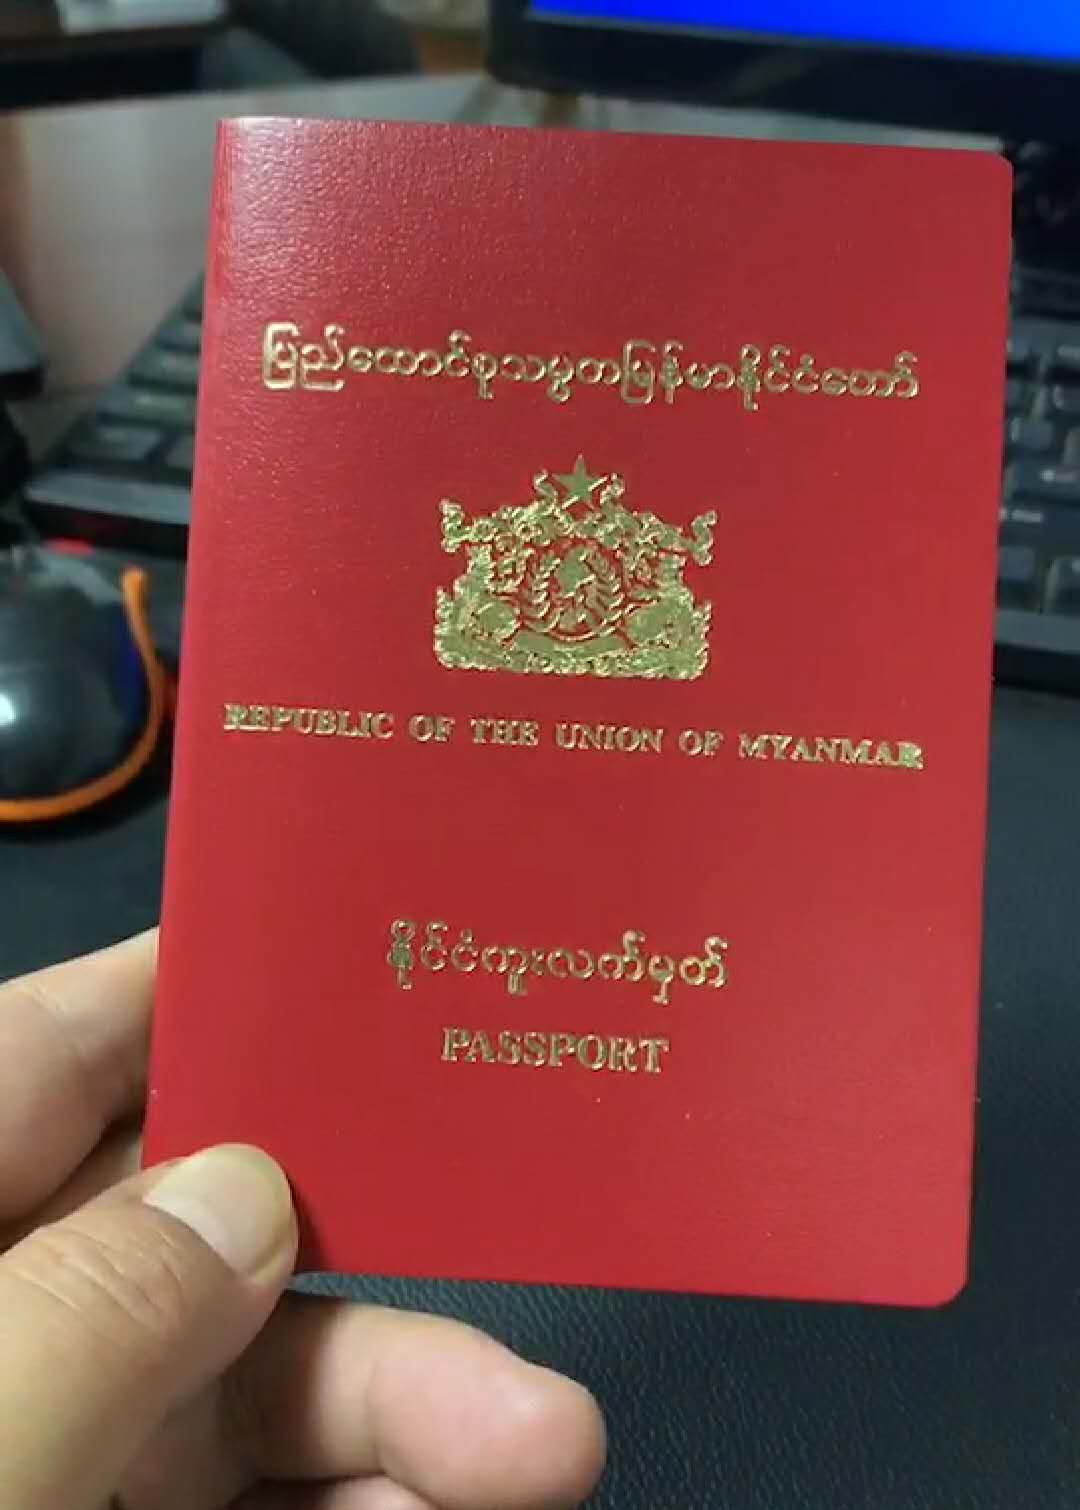 ပြည်ထောင်စုသမ္မတမြန်မာနိုင်ငံတော်
REPUBLIC OF THE UNION OF MYANMAR
နိုင်ငံကူးလက်မှတ်
PASSPORT